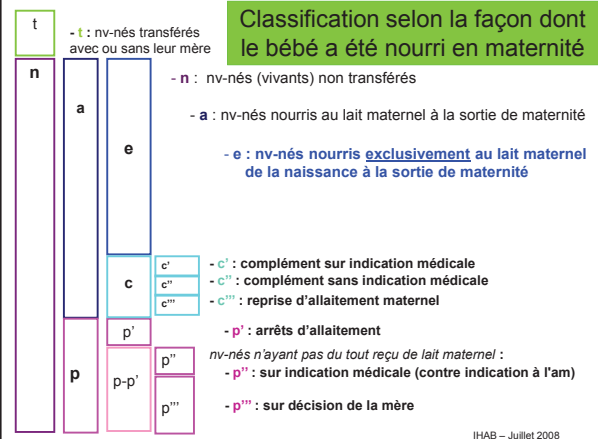 t
- t : nv-nés transférés
avec ou sans leur mère
Classification selon la façon dont
le bébé a été nourri en maternité
n
- n : nv-nés (vivants) non transférés
a
- a : nv-nés nourris au lait maternel à la sortie de maternité
e
- e : nv-nés nourris exclusivement au lait maternel
de la naissance à la sortie de maternité
c
c'
c''
c'''
- c' : complément sur indication médicale
- c'' : complément sans indication médicale
- c''' : reprise d'allaitement maternel
p
p'
- p' : arrêts d'allaitement
nv-nés n'ayant pas du tout reçu de lait maternel :
p-p'
p''
- p'' : sur indication médicale (contre indication à l'am)
p'''
- p''' : sur décision de la mère
IHAB – Juillet 2008